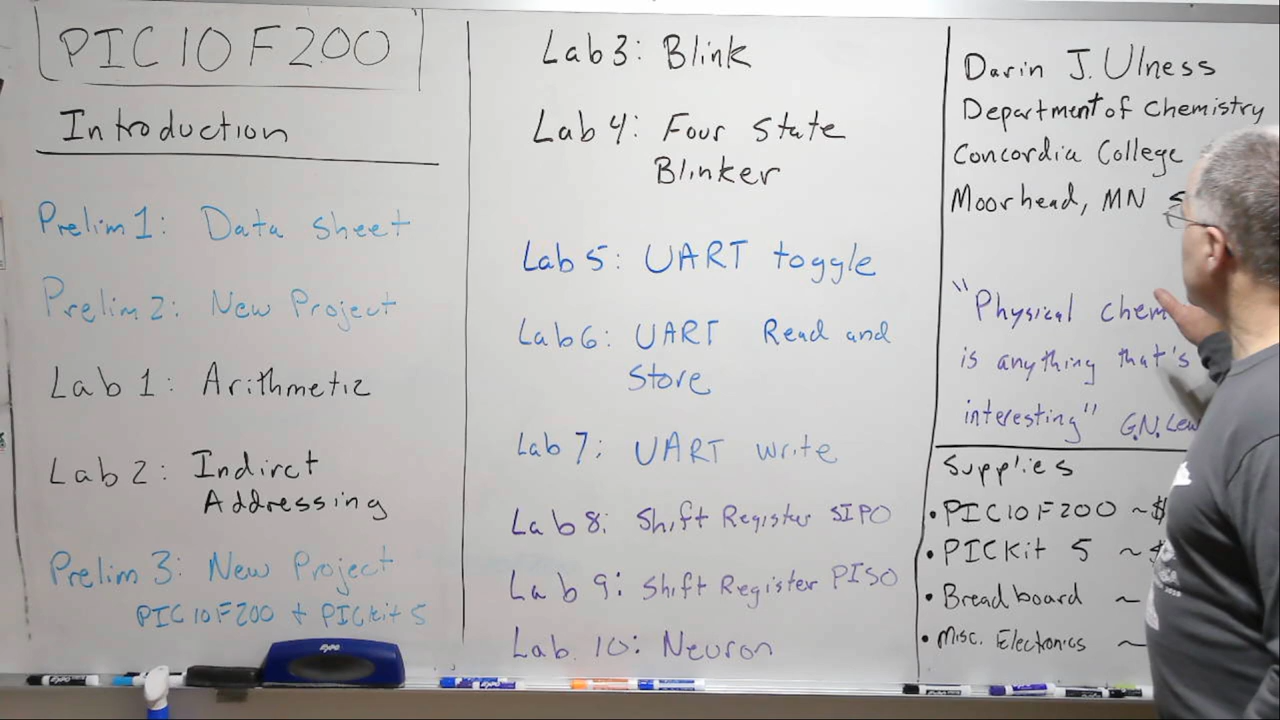 PIC10F200
Introduction
Prelim 1: Data Sheet
Prelim 2: New Project
Lab 1: Arithmetic
Lab 2: Indirct
Addressing
Prelim 3: New Project
PIC10F200 + PICkit 5
Lab 3: Blink
Lab 4: Four State
Blinker
Lab 5: UART toggle
Lab 6: UART Read and
Store
Lab 7: UART write
Lab 8: Shift Register SIPO
Lab 9: Shift Register PISO
Lab 10: Neuron
Darin J. Ulness
Department of Chemistry
Concordia College
Moorhead, MN
"Physical chem
is anything that's
interesting" G.N. Lew
Supplies
• PIC10F200 ~$
• PICKit 5 ~$
• Breadboard ~
• Misc. Electronics ~
EXPO